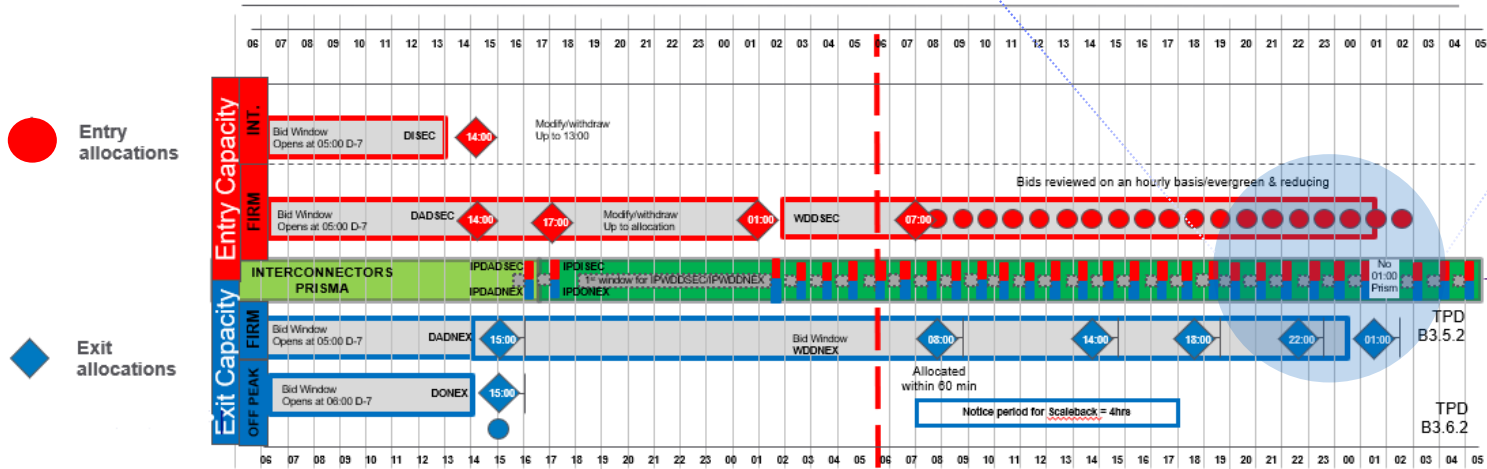 06 07 08 09 10 11 12 13 14 15 16 17 18 19 20 21 22 23 00 01 02 03 04 05 06 07 08 09 10 11 12 13 14 15 16 17 18 19 20 21 22 23 00 01 02 03 04 05
Entry
allocations
Exit
allocations
Entry Capacity
Exit Capacity
INT.
Bid Window
Opens at 05:00 D-7
DISEC
14:00
Modify/withdraw
Up to 13:00
Bids reviewed on an hourly basis/evergreen & reducing
FIRM
Bid Window
Opens at 05:00 D-7
DADSEC
14:00
17:00
Modify/withdraw
Up to allocation
01:00
WDDSEC
07:00
INTERCONNECTORS
PRISMA
IPDADSEC
IPDADNEX
IPDISEC
1st window for IPWDDSEC/IPWDDNEX
IPDONEX
No
01:00
Prism
FIRM
Bid Window
Opens at 05:00 D-7
DADNEX
15:00
Bid Window
WDDNEX
08:00
14:00
18:00
22:00
01:00
TPD
B3.5.2
Allocated
within 60 min
OFF PEAK
Bid Window
Opens at 06:00 D-7
DONEX
15:00
Notice period for Scaleback = 4hrs
TPD
B3.6.2
06 07 08 09 10 11 12 13 14 15 16 17 18 19 20 21 22 23 00 01 02 03 04 05 06 07 08 09 10 11 12 13 14 15 16 17 18 19 20 21 22 23 00 01 02 03 04 05